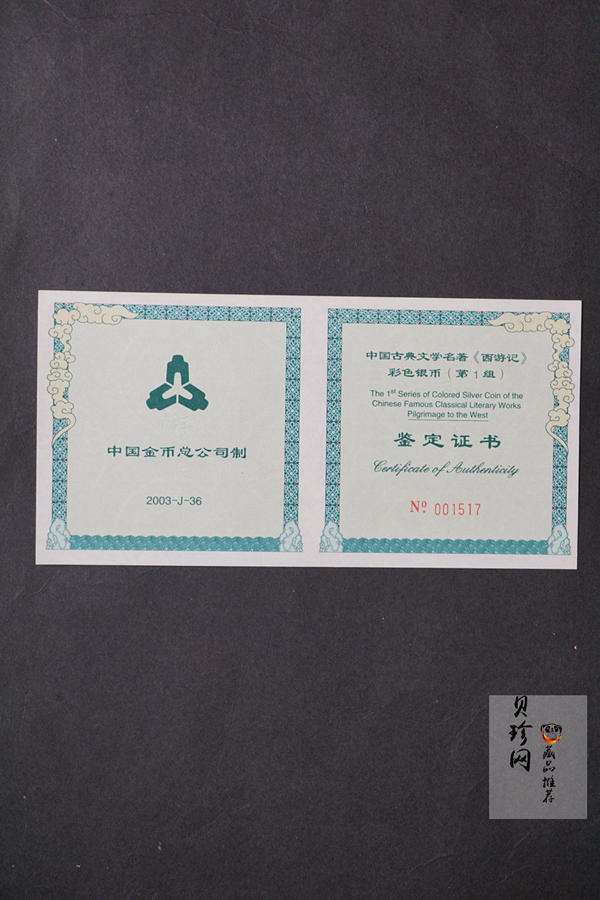 中国金币总公司制
2003-J-36
中国古典文学名著《西游记》
彩色银币（第1组）
The 1st Series of Colored Silver Coin of the
Chinese Famous Classical Literary Works
Pilgrimage to the West
鉴定证书
Certificate of Authenticity
Nº 001517
贝珍网
藏品推荐